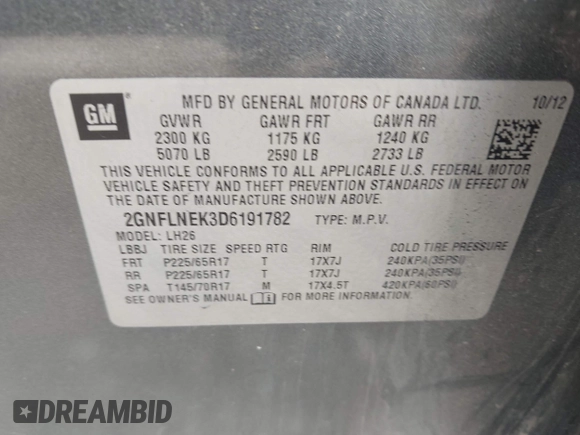 GM
MFD BY GENERAL MOTORS OF CANADA LTD. 10/12
GVWR GAWR FRT GAWR RR
2300 KG 1175 KG 1240 KG
5070 LB 2590 LB 2733 LB
THIS VEHICLE CONFORMS TO ALL APPLICABLE U.S. FEDERAL MOTOR
VEHICLE SAFETY AND THEFT PREVENTION STANDARDS IN EFFECT ON
THE DATE OF MANUFACTURE SHOWN ABOVE.
2GNFLNEK3D6191782 TYPE: M.P.V.
MODEL: LH26
LBBJ TIRE SIZE SPEED RTG RIM COLD TIRE PRESSURE
FRT P225/65R17 T 17X7J 240KPA(35PSI)
RR P225/65R17 T 17X7J 240KPA(35PSI)
SPA T145/70R17 M 17X4.5T 420KPA(60PSI)
SEE OWNER'S MANUAL FOR MORE INFORMATION.
DREAMBID